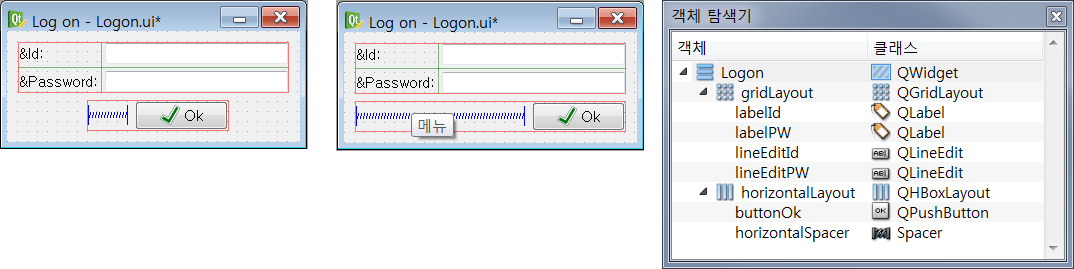 Log on - Logon.ui*
&Id:
&Password:
Ok
Log on - Logon.ui*
&Id:
&Password:
Ok
메뉴
객체 탐색기
객체 클래스
Logon QWidget
gridLayout QGridLayout
labelId QLabel
labelPW QLabel
lineEditId QLineEdit
lineEditPW QLineEdit
horizontalLayout QHBoxLayout
buttonOk QPushButton
horizontalSpacer Spacer